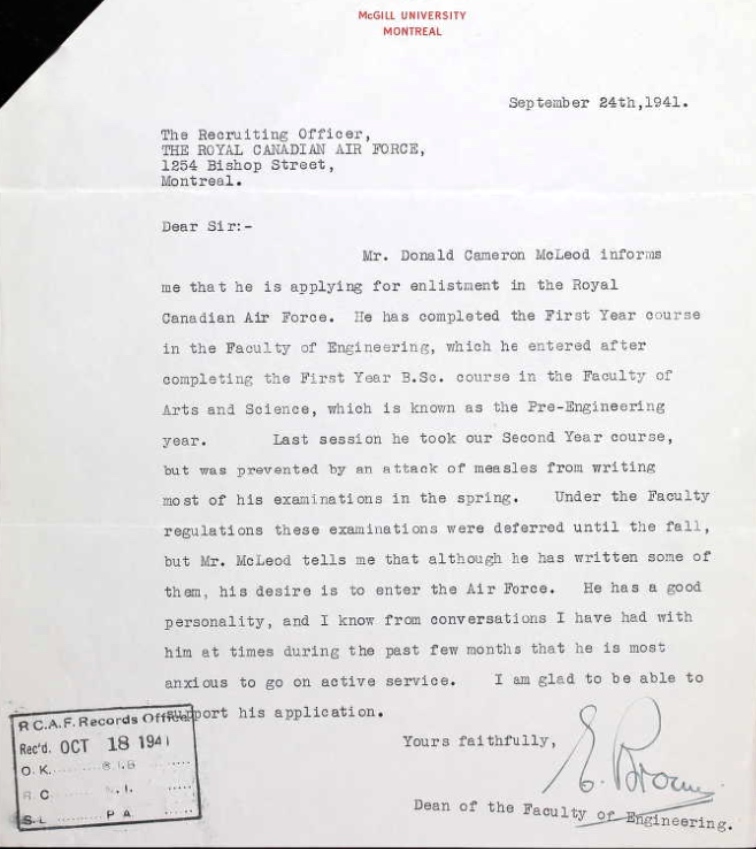 McGILL UNIVERSITY
MONTREAL
September 24th,1941.
The Recruiting Officer,
THE ROYAL CANADIAN AIR FORCE,
1254 Bishop Street,
Montreal.
Dear Sir:-
Mr. Donald Cameron McLeod informs
me that he is applying for enlistment in the Royal
Canadian Air Force. He has completed the First Year course
in the Faculty of Engineering, which he entered after
completing the First Year B.Sc. course in the Faculty of
Arts and Science, which is known as the Pre-Engineering
year. Last session he took our Second Year course,
but was prevented by an attack of measles from writing
most of his examinations in the spring. Under the Faculty
regulations these examinations were deferred until the fall,
but Mr. McLeod tells me that although he has written some of
them, his desire is to enter the Air Force. He has a good
personality, and I know from conversations I have had with
him at times during the past few months that he is most
anxious to go on active service. I am glad to be able to
support his application.
Yours faithfully,
E. Brown
Dean of the Faculty of Engineering.
R.C.A.F. Records Office
Rec'd. OCT 18 1941
O.K.
R.C.
S.L. P.A.